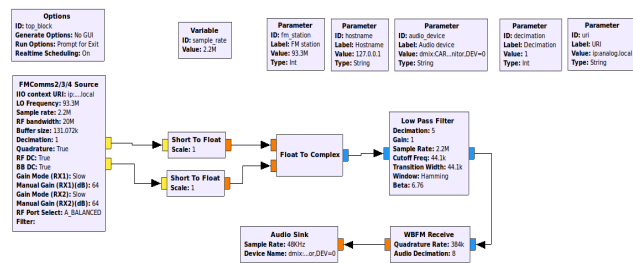 Options
ID: top_block
Generate Options: No GUI
Run Options: Prompt for Exit
Realtime Scheduling: On
Variable
ID: sample_rate
Value: 2.2M
Parameter
ID: fm_station
Label: FM station
Value: 93.3M
Type: Int
Parameter
ID: hostname
Label: Hostname
Value: 127.0.0.1
Type: String
Parameter
ID: audio_device
Label: Audio device
Value: dmix:CAR...nitor,DEV=0
Type: String
Parameter
ID: decimation
Label: Decimation
Value: 1
Type: Int
Parameter
ID: uri
Label: URI
Value: ip:analog.local
Type: String
FMComms2/3/4 Source
IIO context URI: ip:...local
LO Frequency: 93.3M
Sample rate: 2.2M
RF bandwidth: 20M
Buffer size: 131.072k
Decimation: 1
Quadrature: True
RF DC: True
BB DC: True
Gain Mode (RX1): Slow
Manual Gain (RX1)(dB): 64
Gain Mode (RX2): Slow
Manual Gain (RX2)(dB): 64
RF Port Select: A_BALANCED
Filter:
Short To Float
Scale: 1
Short To Float
Scale: 1
Float To Complex
Low Pass Filter
Decimation: 5
Gain: 1
Sample Rate: 2.2M
Cutoff Freq: 44.1k
Transition Width: 44.1k
Window: Hamming
Beta: 6.76
Audio Sink
Sample Rate: 48KHz
Device Name: dmix:...or,DEV=0
WBFM Receive
Quadrature Rate: 384k
Audio Decimation: 8